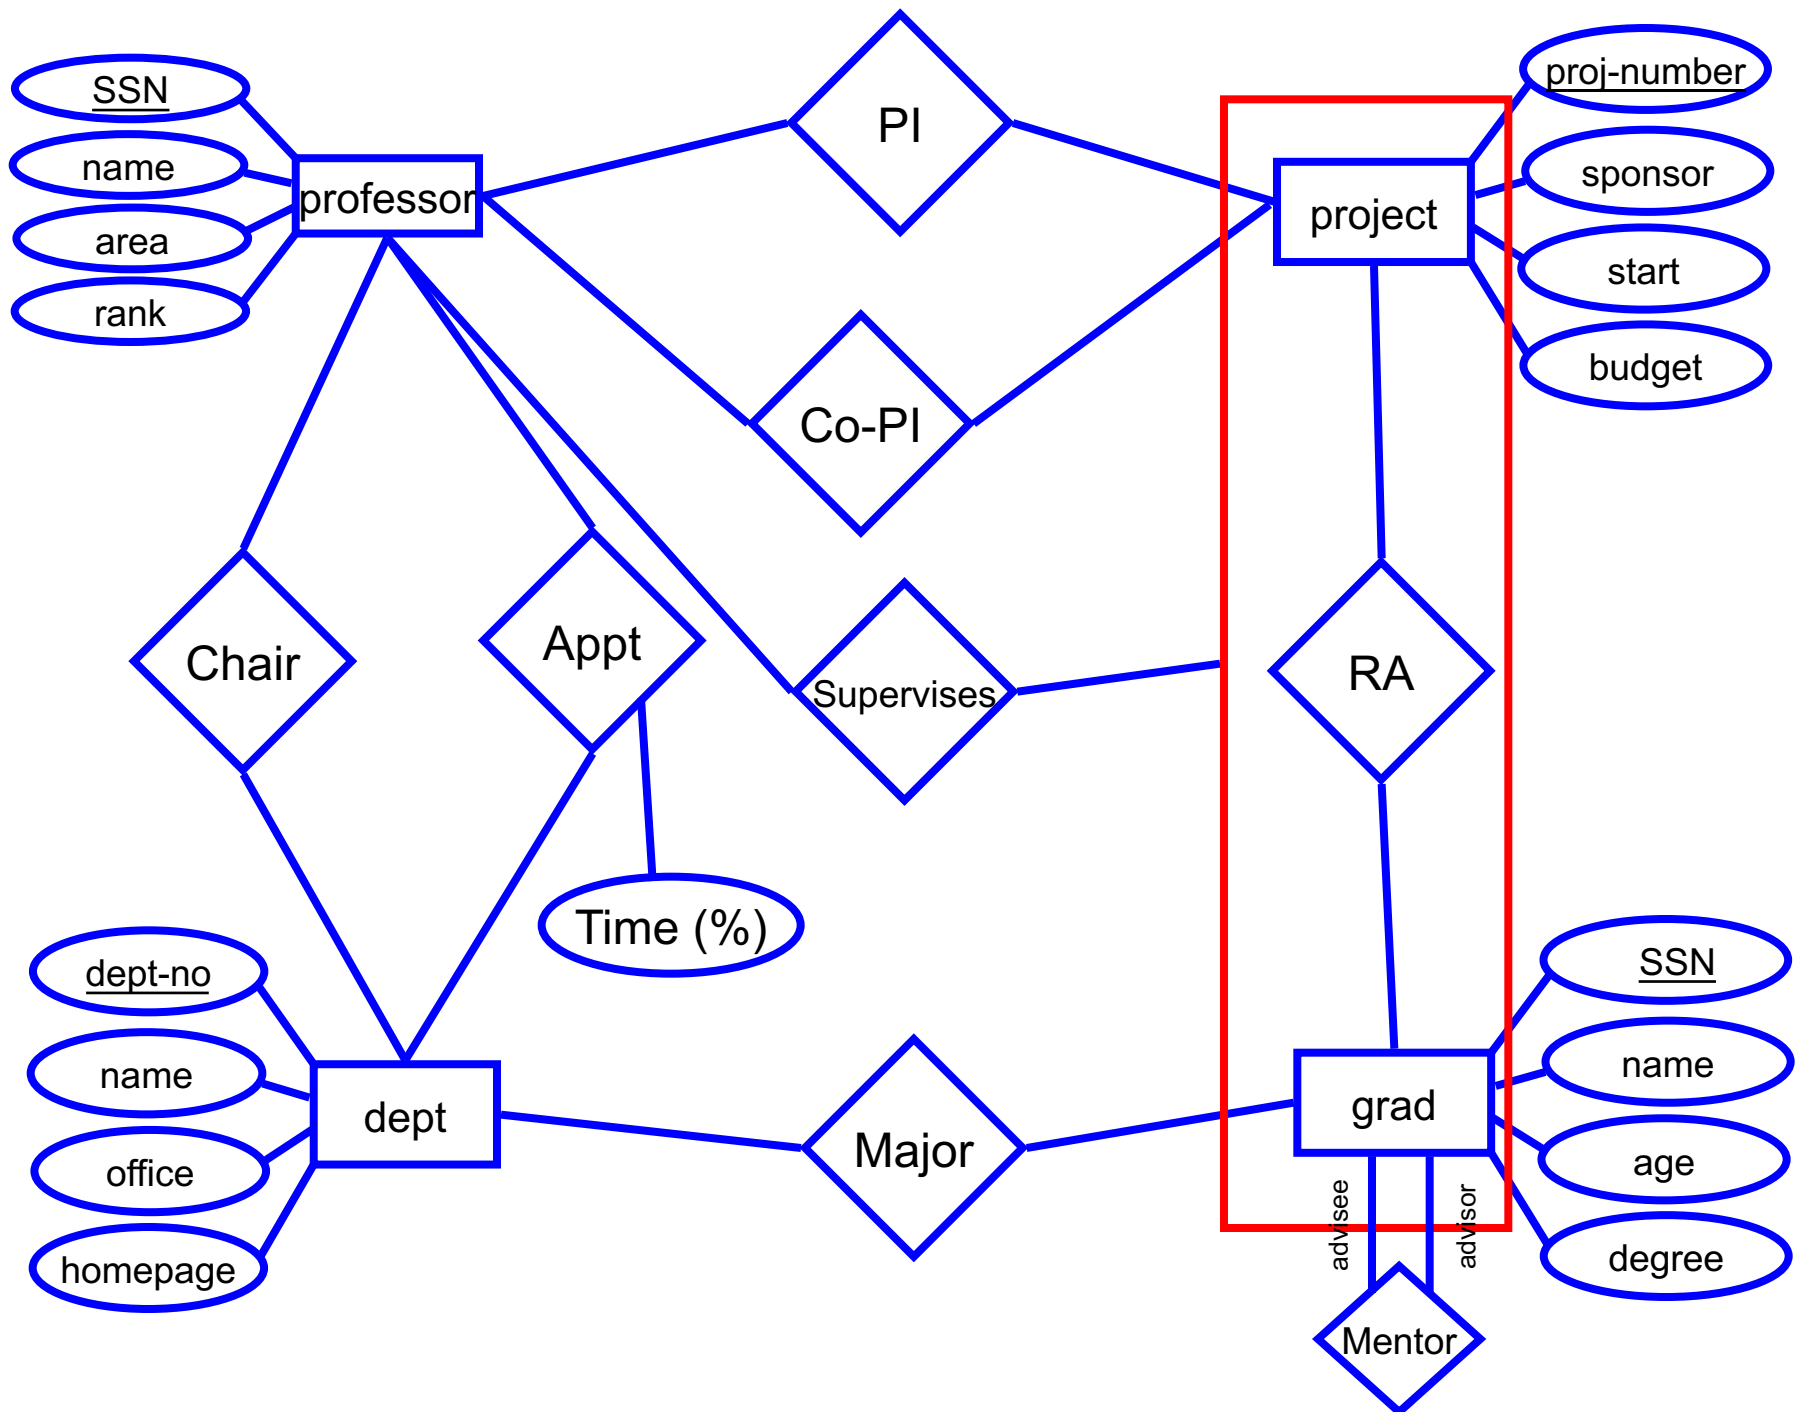 SSN
name
area
rank
professor
PI
Co-PI
project
proj-number
sponsor
start
budget
Chair
Appt
Supervises
RA
Time (%)
dept-no
name
office
homepage
dept
Major
grad
SSN
name
age
degree
advisee
advisor
Mentor